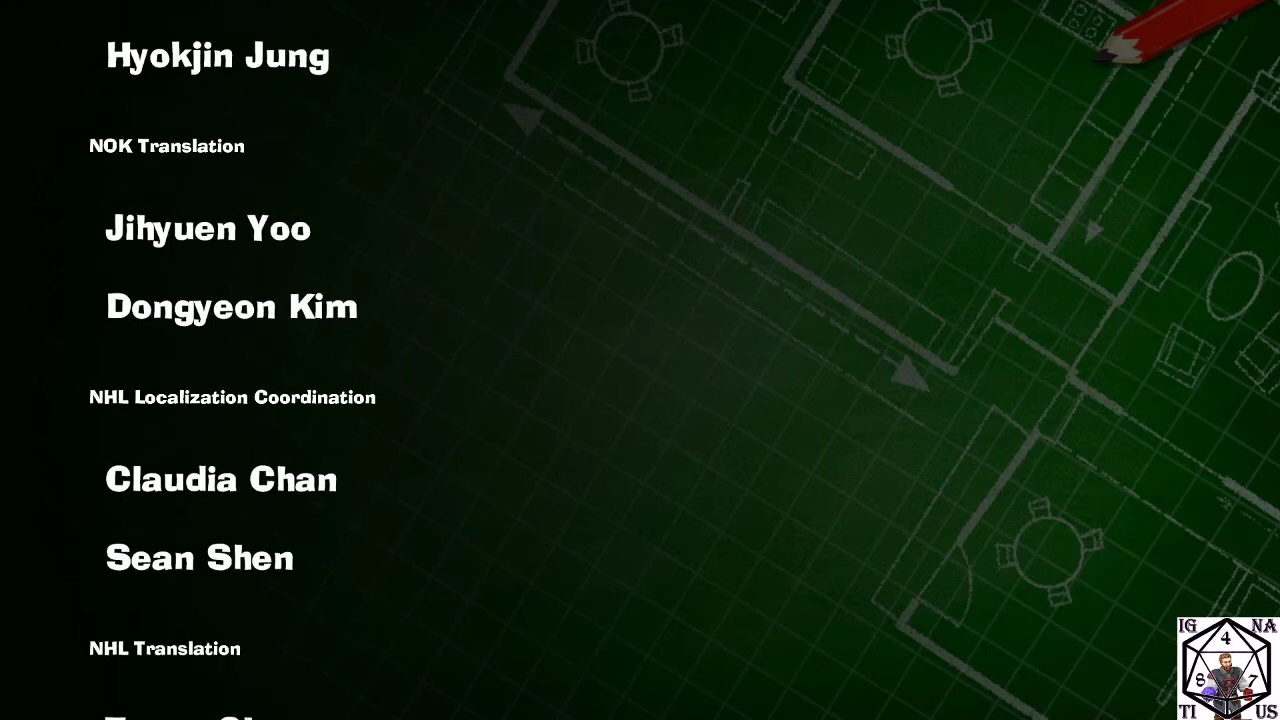 Hyokjin Jung
NOK Translation
Jihyuen Yoo
Dongyeon Kim
NHL Localization Coordination
Claudia Chan
Sean Shen
NHL Translation
IG NA
4
8 7
TI US